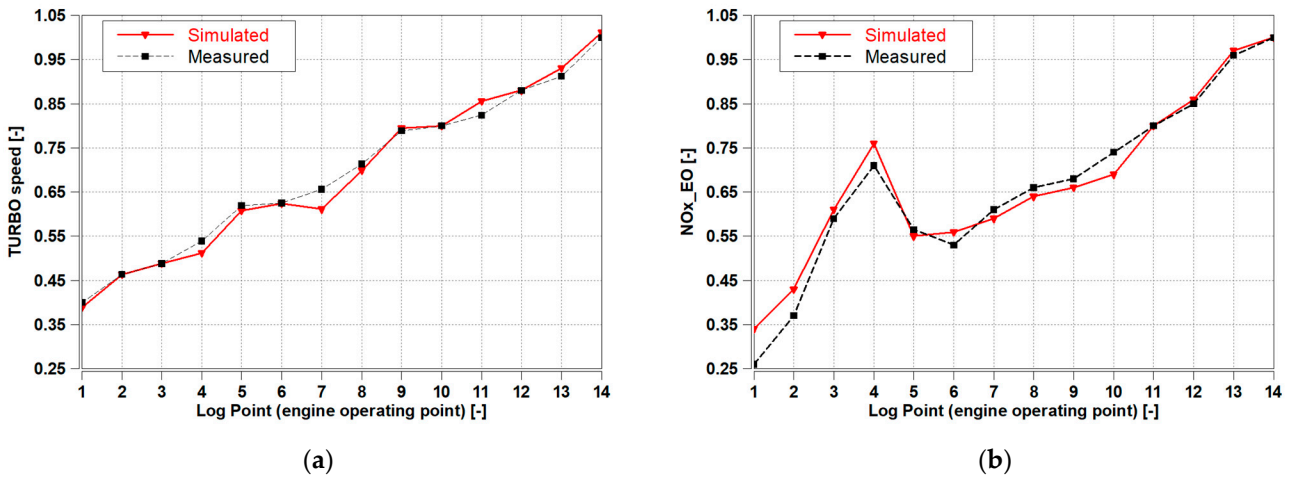 1.05
0.95
0.85
0.75
0.65
0.55
0.45
0.35
0.25
TURBO speed [-]
Simulated
Measured
1 2 3 4 5 6 7 8 9 10 11 12 13 14
Log Point (engine operating point) [-]
(a)
1.05
0.95
0.85
0.75
0.65
0.55
0.45
0.35
0.25
NOx_EO [-]
Simulated
Measured
1 2 3 4 5 6 7 8 9 10 11 12 13 14
Log Point (engine operating point) [-]
(b)